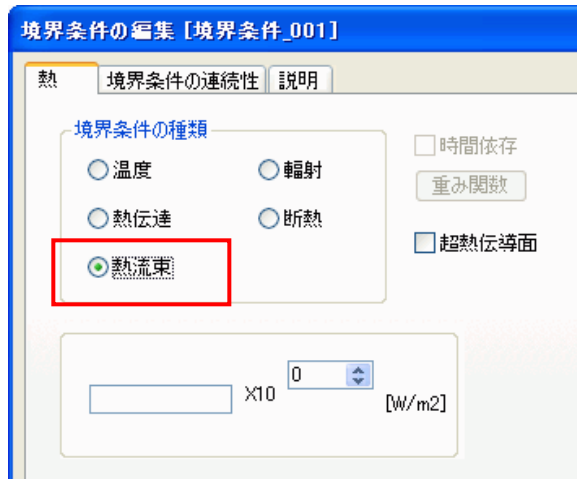 境界条件の編集 [境界条件_001]
熱 境界条件の連続性 説明
境界条件の種類
温度 輻射
熱伝達 断熱
熱流束
時間依存
重み関数
超熱伝導面
X10 0 [W/m2]